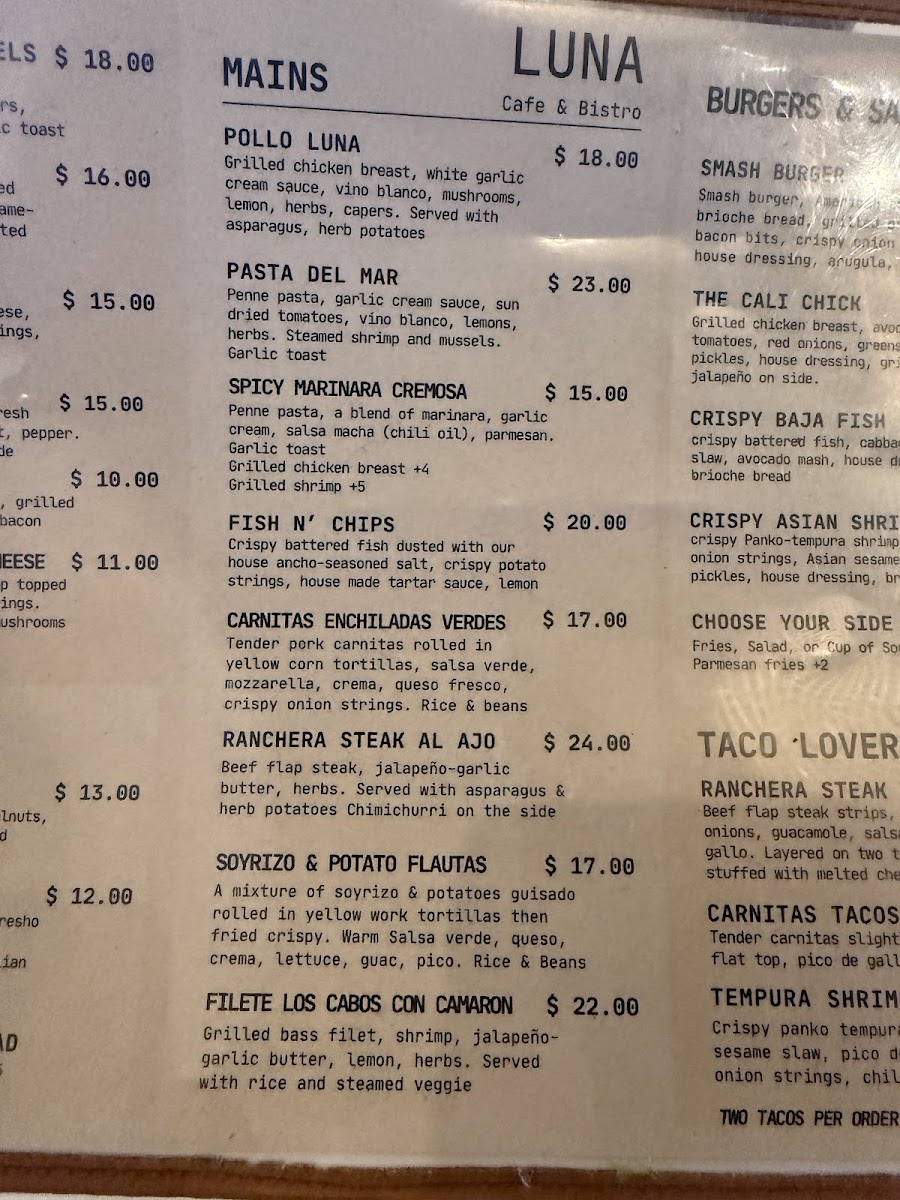 ELS $ 18.00
rs,
c toast
$ 16.00
ed
ame-
ted
$ 15.00
ese,
ings,
$ 15.00
resh
t, pepper.
de
$ 10.00
, grilled
bacon
HEESE $ 11.00
p topped
ings.
ushrooms
$ 13.00
lnuts,
d
$ 12.00
resho
ian
AD
MAINS
LUNA
Cafe & Bistro
POLLO LUNA $ 18.00
Grilled chicken breast, white garlic
cream sauce, vino blanco, mushrooms,
lemon, herbs, capers. Served with
asparagus, herb potatoes
PASTA DEL MAR $ 23.00
Penne pasta, garlic cream sauce, sun
dried tomatoes, vino blanco, lemons,
herbs. Steamed shrimp and mussels.
Garlic toast
SPICY MARINARA CREMOSA $ 15.00
Penne pasta, a blend of marinara, garlic
cream, salsa macha (chili oil), parmesan.
Garlic toast
Grilled chicken breast +4
Grilled shrimp +5
FISH N' CHIPS $ 20.00
Crispy battered fish dusted with our
house ancho-seasoned salt, crispy potato
strings, house made tartar sauce, lemon
CARNITAS ENCHILADAS VERDES $ 17.00
Tender pork carnitas rolled in
yellow corn tortillas, salsa verde,
mozzarella, crema, queso fresco,
crispy onion strings. Rice & beans
RANCHERA STEAK AL AJO $ 24.00
Beef flap steak, jalapeño-garlic
butter, herbs. Served with asparagus &
herb potatoes Chimichurri on the side
SOYRIZO & POTATO FLAUTAS $ 17.00
A mixture of soyrizo & potatoes guisado
rolled in yellow work tortillas then
fried crispy. Warm Salsa verde, queso,
crema, lettuce, guac, pico. Rice & Beans
FILETE LOS CABOS CON CAMARON $ 22.00
Grilled bass filet, shrimp, jalapeño-
garlic butter, lemon, herbs. Served
with rice and steamed veggie
BURGERS & SA
SMASH BURGER
Smash burger,
brioche bread, grilled
bacon bits, crispy onion
house dressing, arugula,
THE CALI CHICK
Grilled chicken breast, avoc
tomatoes, red onions, greens
pickles, house dressing, gri
jalapeño on side.
CRISPY BAJA FISH
crispy battered fish, cabba
slaw, avocado mash, house d
brioche bread
CRISPY ASIAN SHRI
crispy Panko-tempura shrimp
onion strings, Asian sesame
pickles, house dressing, br
CHOOSE YOUR SIDE
Fries, Salad, or Cup of Sou
Parmesan fries +2
TACO LOVER
RANCHERA STEAK
Beef flap steak strips,
onions, guacamole, salsa
gallo. Layered on two t
stuffed with melted che
CARNITAS TACOS
Tender carnitas slight
flat top, pico de gall
TEMPURA SHRIM
Crispy panko tempura
sesame slaw, pico d
onion strings, chil
TWO TACOS PER ORDER